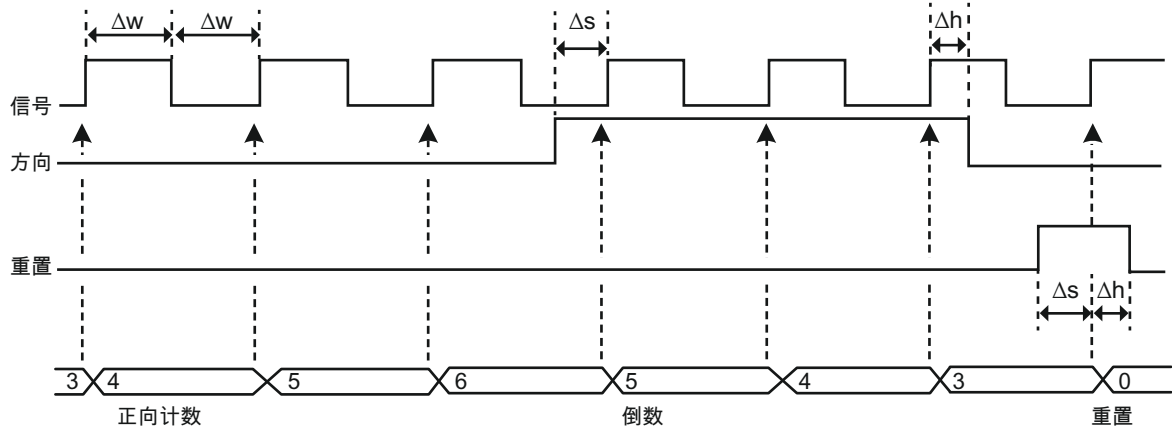 Δw Δw Δs Δh
信号
方向
重置
Δs Δh
3 4 5 6 5 4 3 0
正向计数 倒数 重置